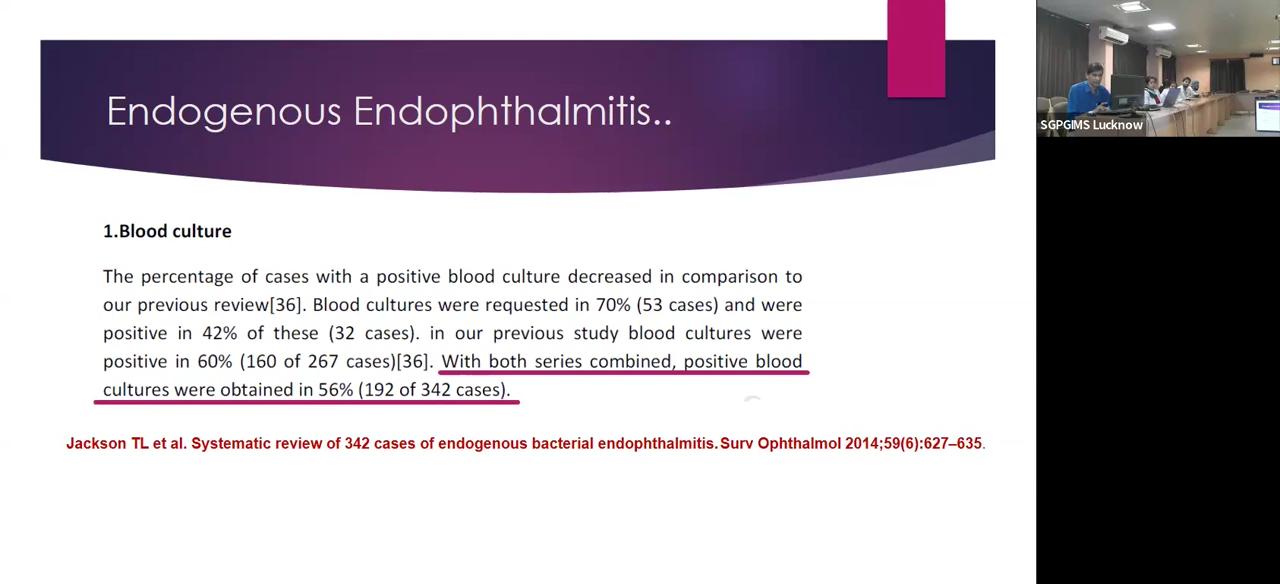 Endogenous Endophthalmitis..
1.Blood culture
The percentage of cases with a positive blood culture decreased in comparison to
our previous review[36]. Blood cultures were requested in 70% (53 cases) and were
positive in 42% of these (32 cases). in our previous study blood cultures were
positive in 60% (160 of 267 cases)[36]. With both series combined, positive blood
cultures were obtained in 56% (192 of 342 cases).
Jackson TL et al. Systematic review of 342 cases of endogenous bacterial endophthalmitis. Surv Ophthalmol 2014;59(6):627–635.
SGPGIMS Lucknow